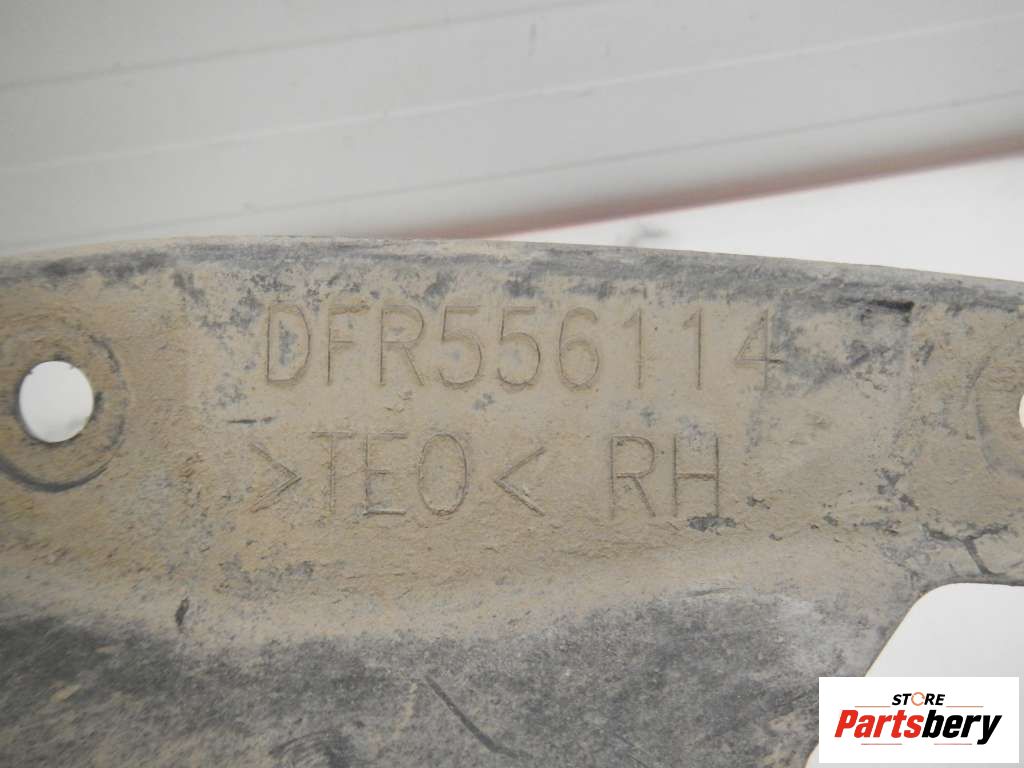 DFR556114
>TEO< RH
STORE
Partsbery